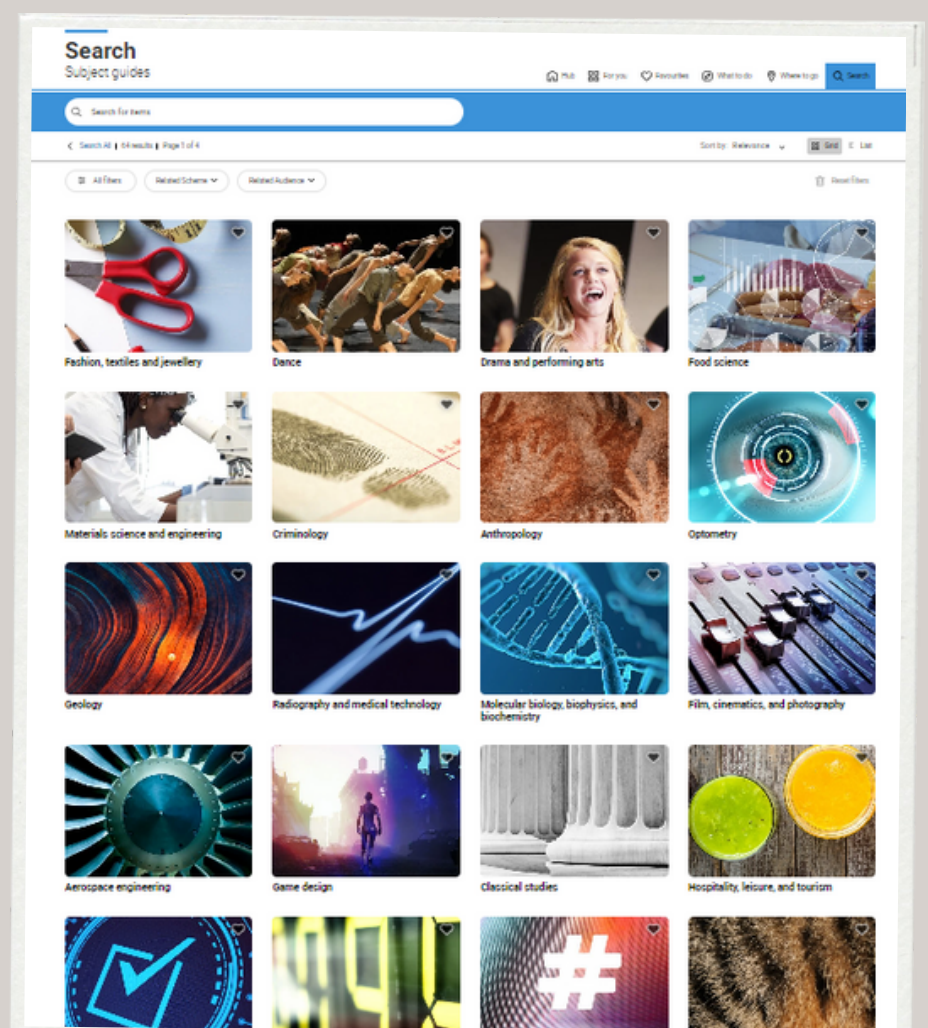 Search
Subject guides
Hub For you Favourites What to do Where to go Search
Search for items
Search All | 64 results | Page 1 of 4
Sort by: Relevance Grid List
All filters Related Scheme Related Audience Reset filters
Fashion, textiles and jewellery Dance Drama and performing arts Food science
Materials science and engineering Criminology Anthropology Optometry
Geology Radiography and medical technology Molecular biology, biophysics, and Film, cinematics, and photography
biochemistry
Aerospace engineering Game design Classical studies Hospitality, leisure, and tourism
#